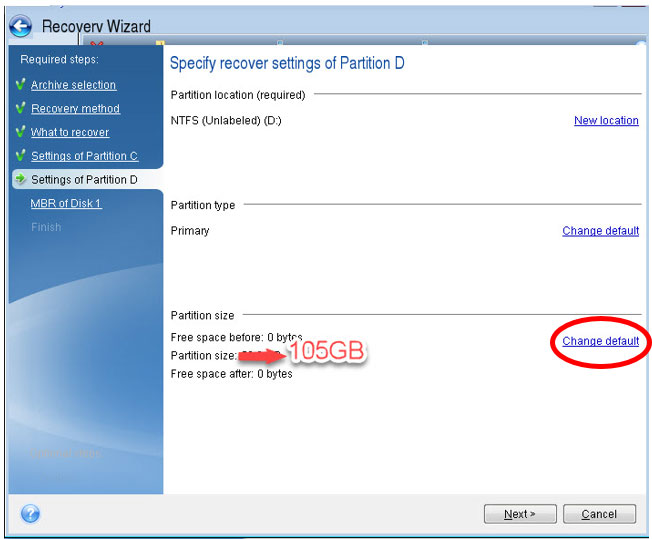 Recovery Wizard
Required steps:
Archive selection
Recovery method
What to recover
Settings of Partition C
Settings of Partition D
MBR of Disk 1
Finish
Specify recover settings of Partition D
Partition location (required)
NTFS (Unlabeled) (D:) New location
Partition type
Primary Change default
Partition size
Free space before: 0 bytes Change default
Partition size: 105GB
Free space after: 0 bytes
? Next > Cancel